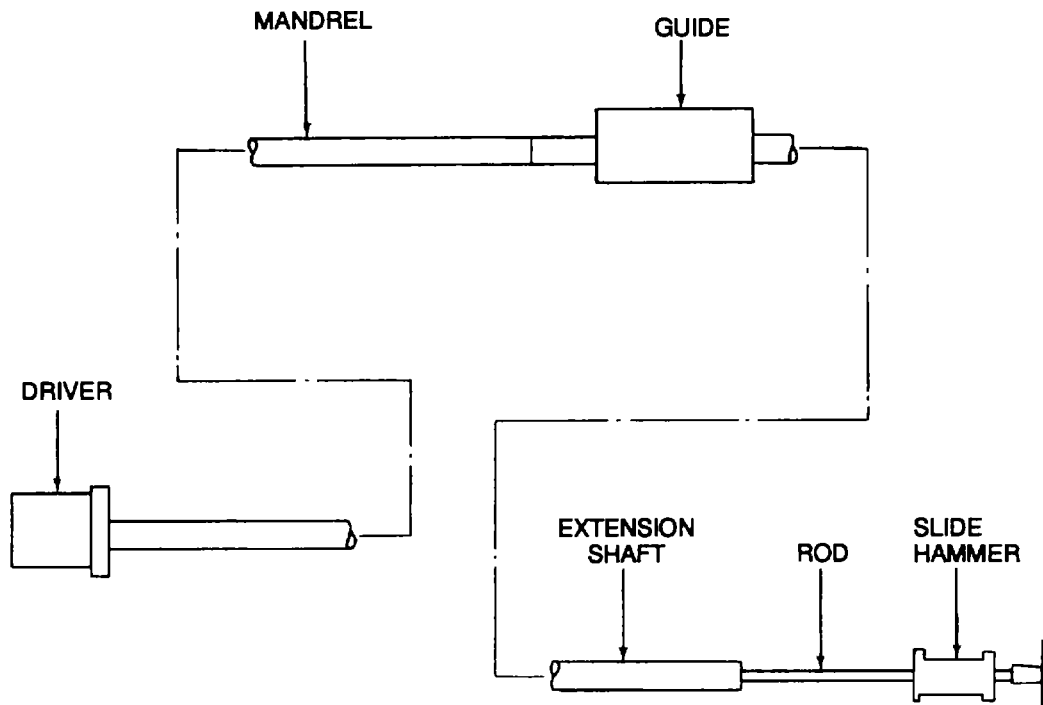 MANDREL
GUIDE
DRIVER
EXTENSION
SHAFT
ROD
SLIDE
HAMMER